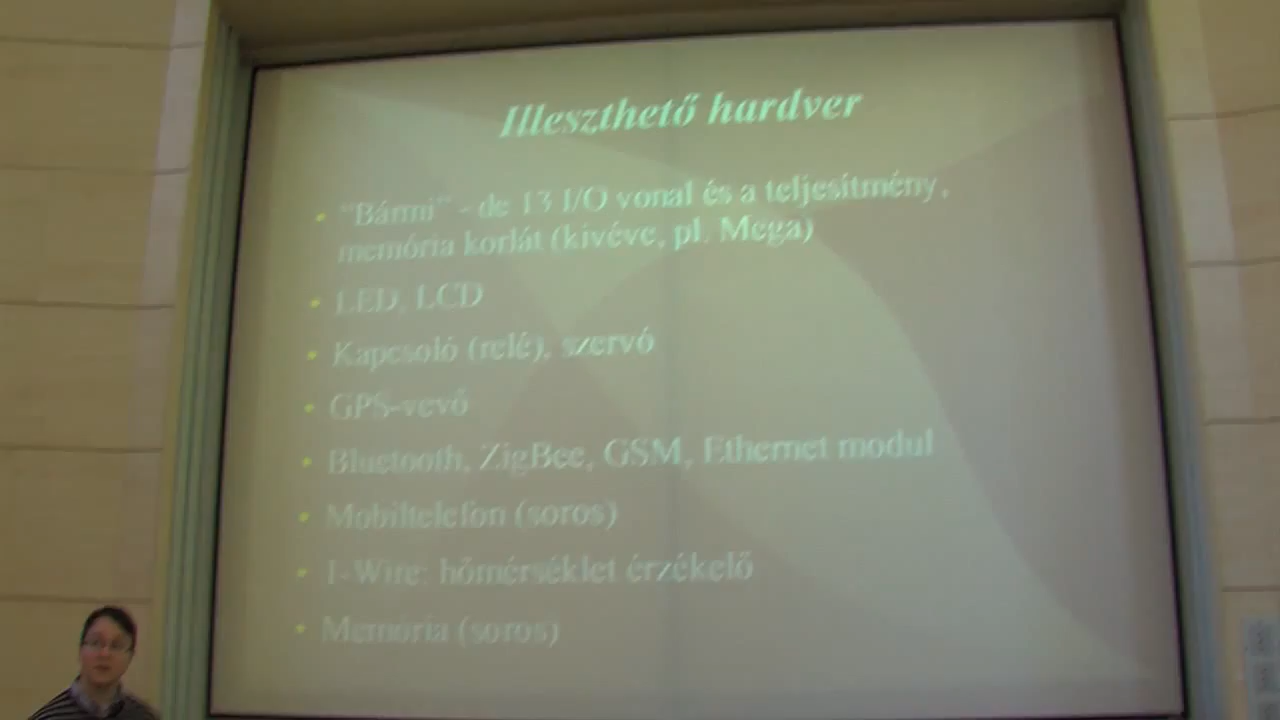 Illeszthető hardver
• “Bármi” - de 13 I/O vonal és a teljesítmény,
memória korlát (kivéve, pl. Mega)
• LED, LCD
• Kapcsoló (relé), szervó
• GPS-vevő
• Bluetooth, ZigBee, GSM, Ethernet modul
• Mobiltelefon (soros)
• 1-Wire: hőmérséklet érzékelő
• Memória (soros)